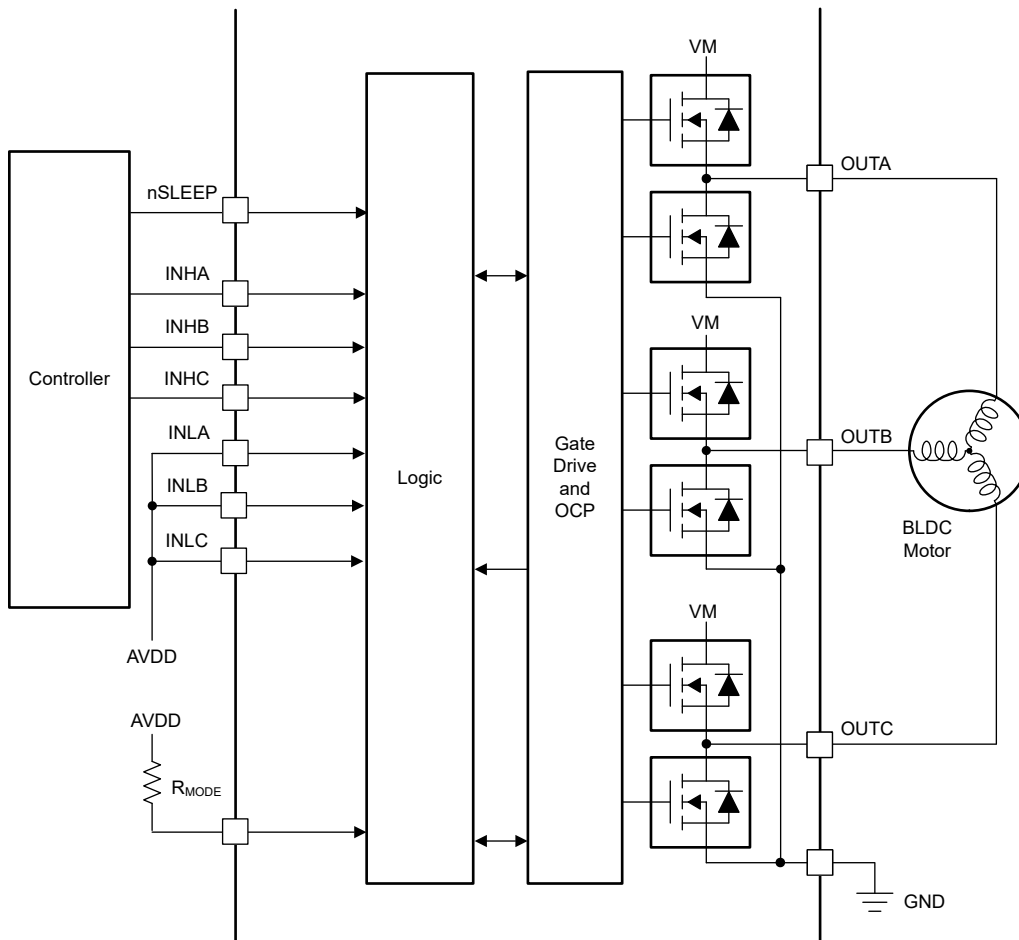 VM
OUTA
nSLEEP
INHA
INHB
INHC
INLA
INLB
INLC
Controller
Logic
Gate
Drive
and
OCP
VM
OUTB
BLDC
Motor
AVDD
AVDD
RMODE
VM
OUTC
GND